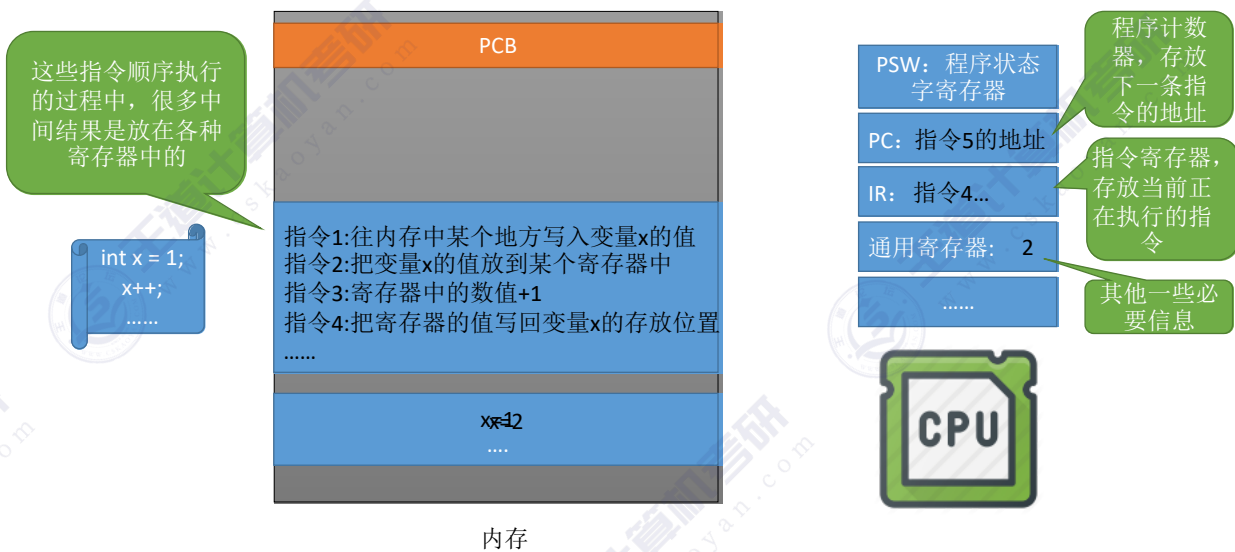 PCB
这些指令顺序执行
的过程中，很多中
间结果是放在各种
寄存器中的
int x = 1;
x++;
……
指令1:往内存中某个地方写入变量x的值
指令2:把变量x的值放到某个寄存器中
指令3:寄存器中的数值+1
指令4:把寄存器的值写回变量x的存放位置
……
x=1
x=2
….
内存
PSW：程序状态
字寄存器
PC：指令5的地址
IR： 指令4…
通用寄存器: 2
……
程序计数
器，存放
下一条指
令的地址
指令寄存器，
存放当前正
在执行的指
令
其他一些必
要信息
CPU
王道计算机考研